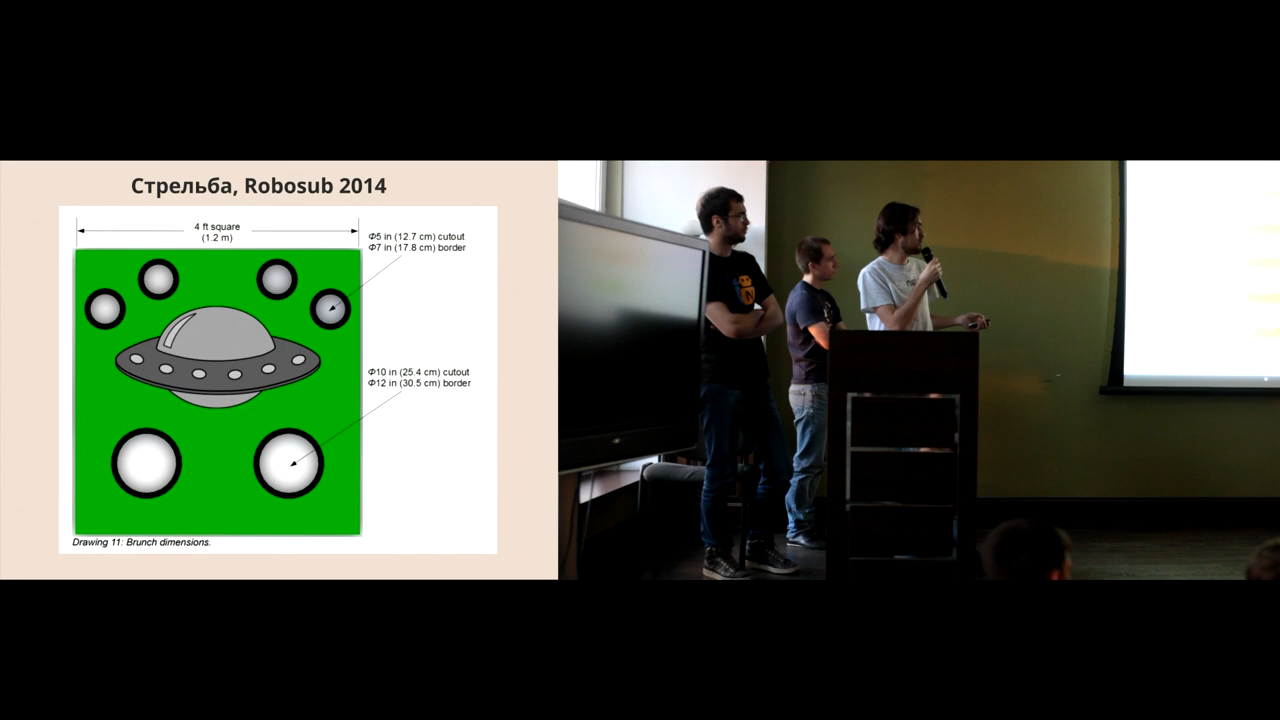 Стрельба, Robosub 2014
4 ft square
(1.2 m)
Φ5 in (12.7 cm) cutout
Φ7 in (17.8 cm) border
Φ10 in (25.4 cm) cutout
Φ12 in (30.5 cm) border
Drawing 11: Brunch dimensions.